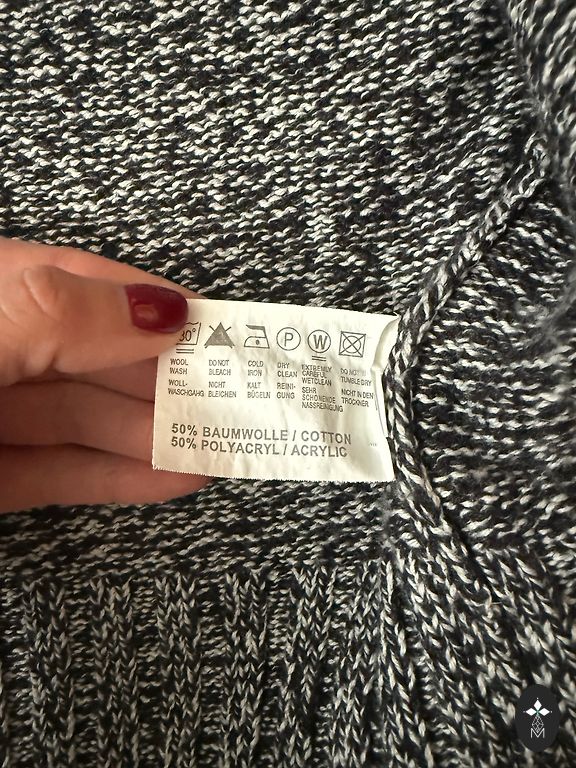 30°
P
W
WOOL WASH
DO NOT BLEACH
COLD IRON
DRY CLEAN
EXTREMELY CAREFUL WETCLEAN
DO NOT TUMBLE DRY
WOLL- WASCHGANG
NICHT BLEICHEN
KALT BÜGELN
REINI- GUNG
SEHR SCHONENDE NASSREINIGUNG
NICHT IN DEN TROCKNER
50% BAUMWOLLE / COTTON
50% POLYACRYL / ACRYLIC
M